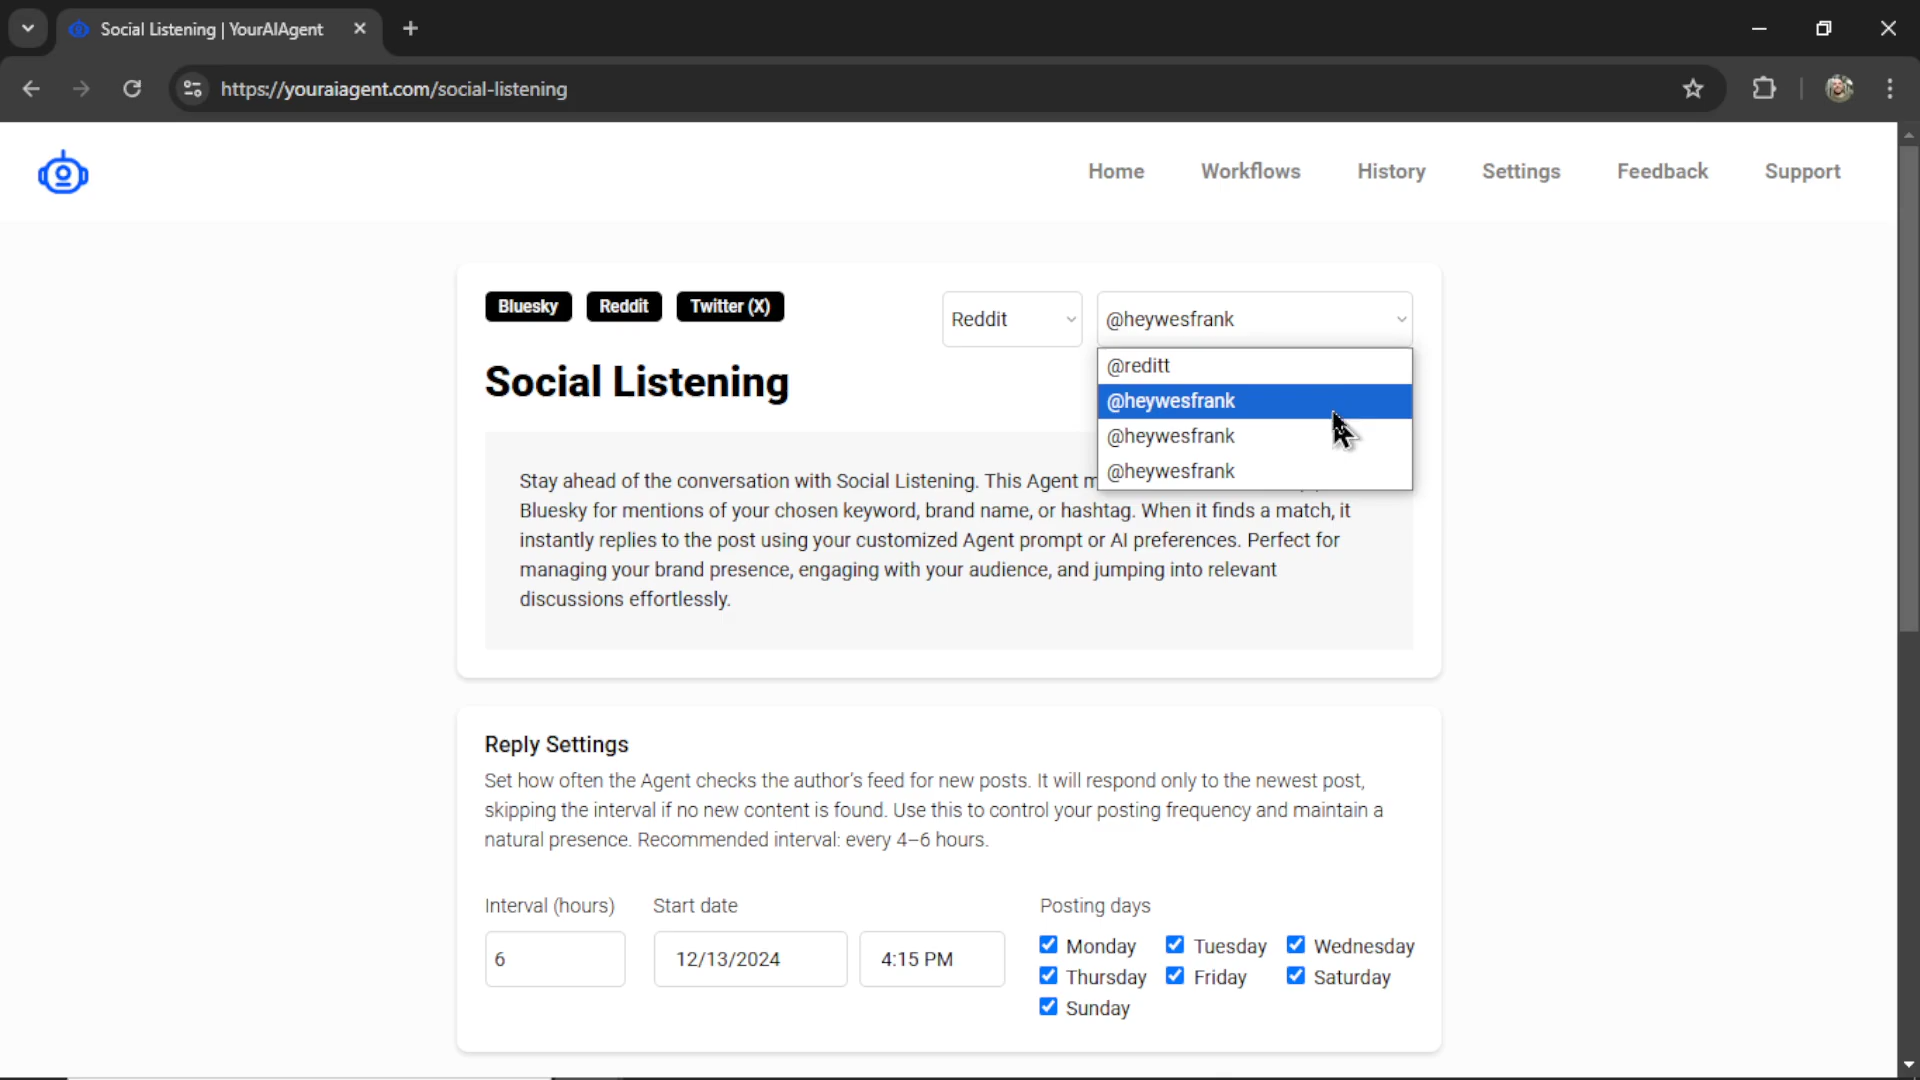 Social Listening | YourAIAgent
https://youraiagent.com/social-listening
Home
Workflows
History
Settings
Feedback
Support
Bluesky
Reddit
Twitter (X)
Reddit
@heywesfrank
@reditt
@heywesfrank
@heywesfrank
@heywesfrank
Social Listening
Stay ahead of the conversation with Social Listening. This Agent
Bluesky for mentions of your chosen keyword, brand name, or hashtag. When it finds a match, it
instantly replies to the post using your customized Agent prompt or AI preferences. Perfect for
managing your brand presence, engaging with your audience, and jumping into relevant
discussions effortlessly.
Reply Settings
Set how often the Agent checks the author's feed for new posts. It will respond only to the newest post,
skipping the interval if no new content is found. Use this to control your posting frequency and maintain a
natural presence. Recommended interval: every 4–6 hours.
Interval (hours)
Start date
Posting days
6
12/13/2024
4:15 PM
Monday
Tuesday
Wednesday
Thursday
Friday
Saturday
Sunday